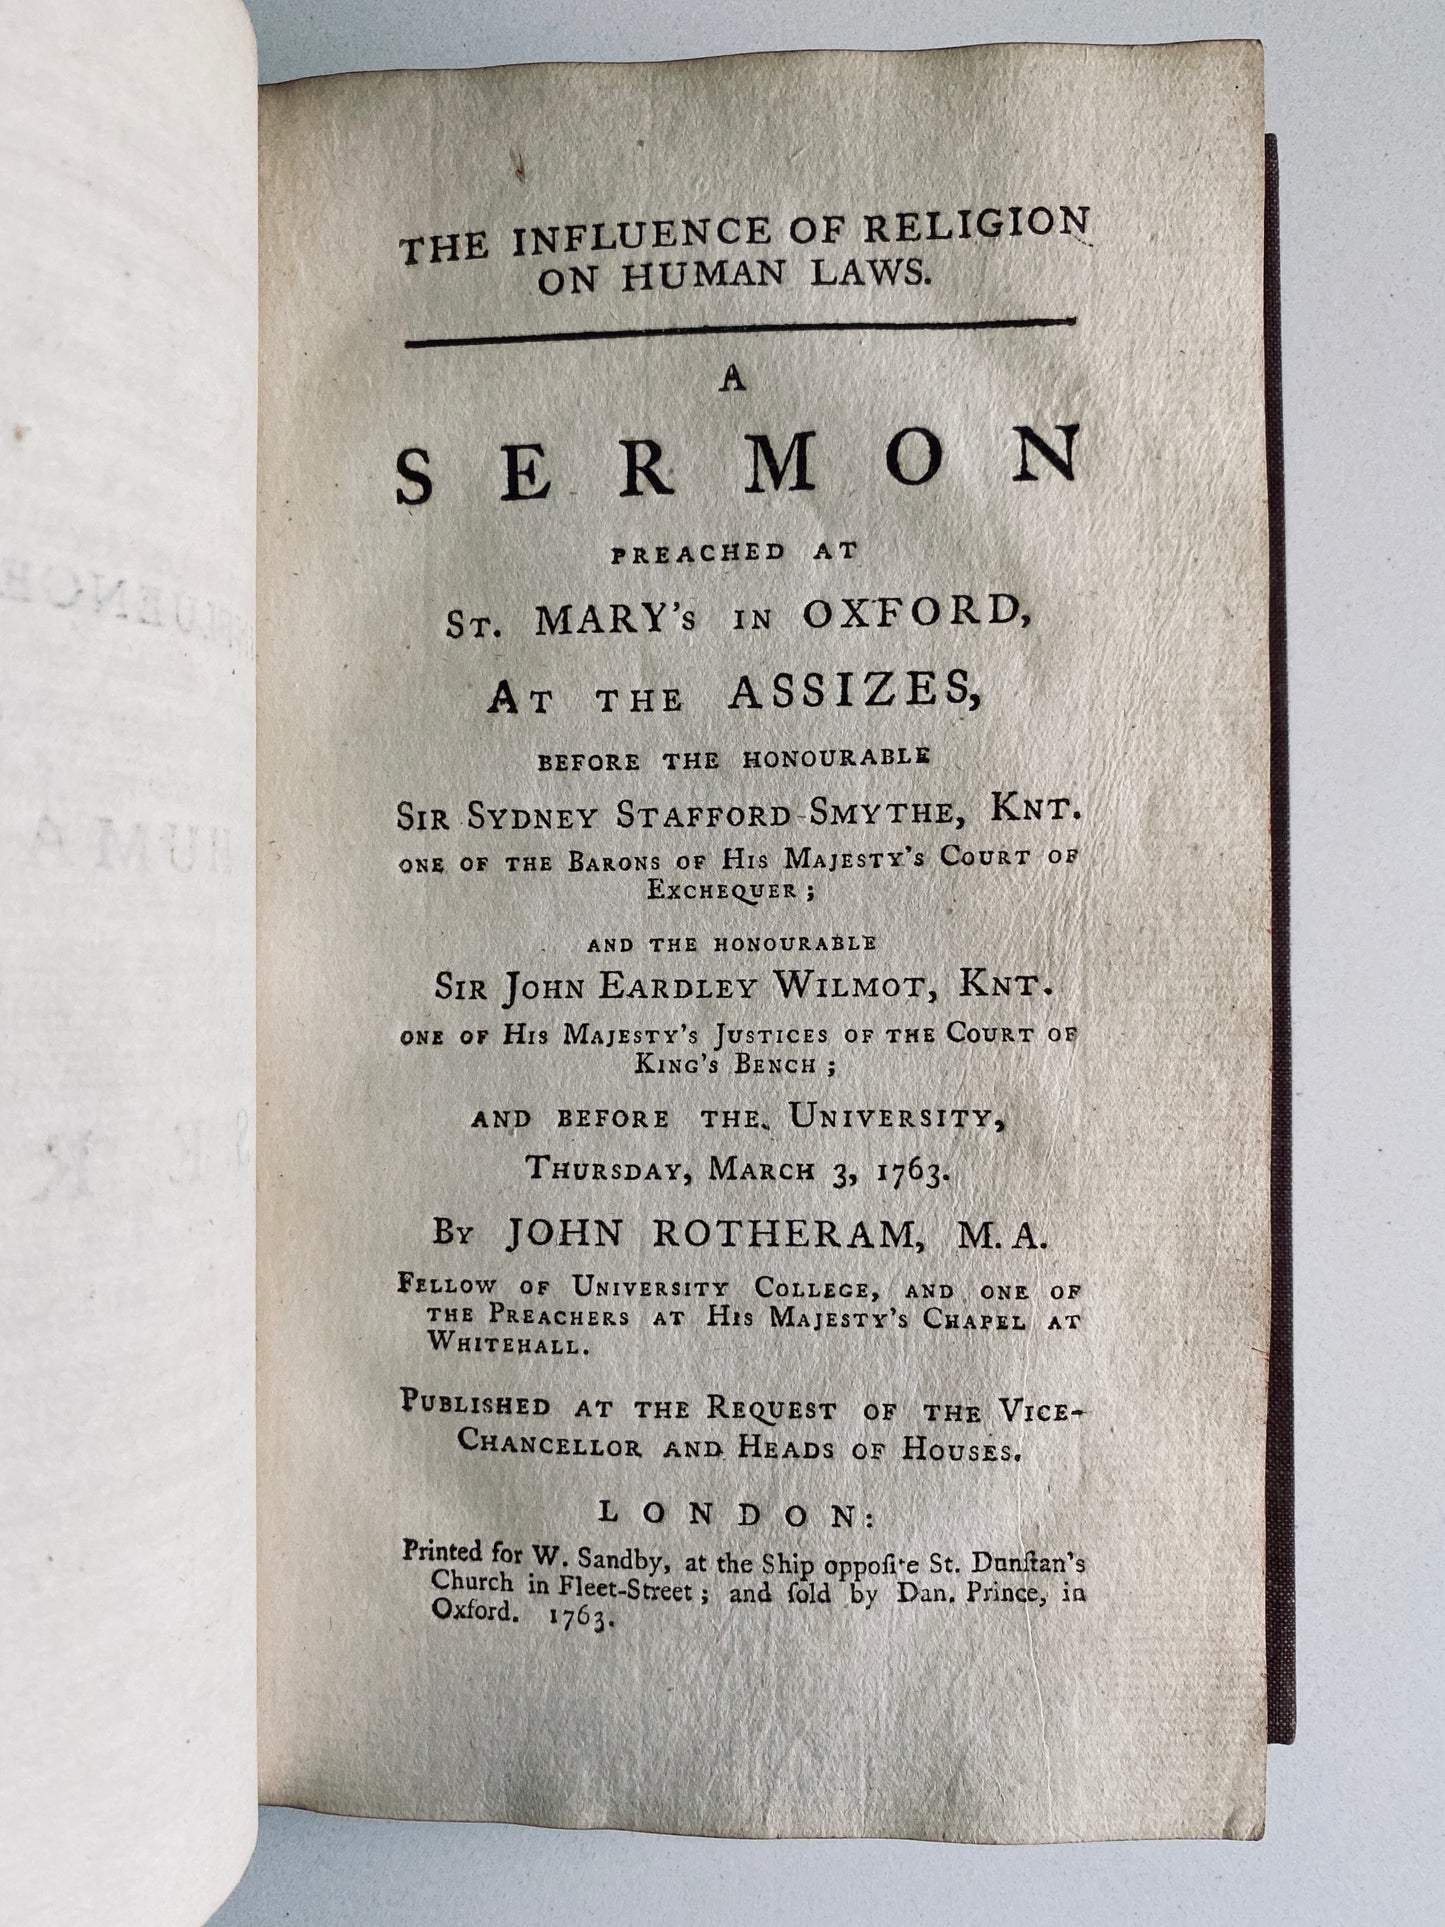 THE INFLUENCE OF RELIGION
ON HUMAN LAWS.
A
SERMON
PREACHED AT
ST. MARY'S IN OXFORD,
AT THE ASSIZES,
BEFORE THE HONOURABLE
SIR SYDNEY STAFFORD SMYTHE, KNT.
ONE OF THE BARONS OF HIS MAJESTY'S COURT OF
EXCHEQUER;
AND THE HONOURABLE
SIR JOHN EARDLEY WILMOT, KNT.
ONE OF HIS MAJESTY'S JUSTICES OF THE COURT OF
KING'S BENCH;
AND BEFORE THE UNIVERSITY,
THURSDAY, MARCH 3, 1763.
BY JOHN ROTHERAM, M.A.
FELLOW OF UNIVERSITY COLLEGE, AND ONE OF
THE PREACHERS AT HIS MAJESTY'S CHAPEL AT
WHITEHALL.
PUBLISHED AT THE REQUEST OF THE VICE-
CHANCELLOR AND HEADS OF HOUSES.
LONDON:
Printed for W. Sandby, at the Ship oppoſite St. Dunſtan's
Church in Fleet-Street; and ſold by Dan. Prince, in
Oxford. 1763.